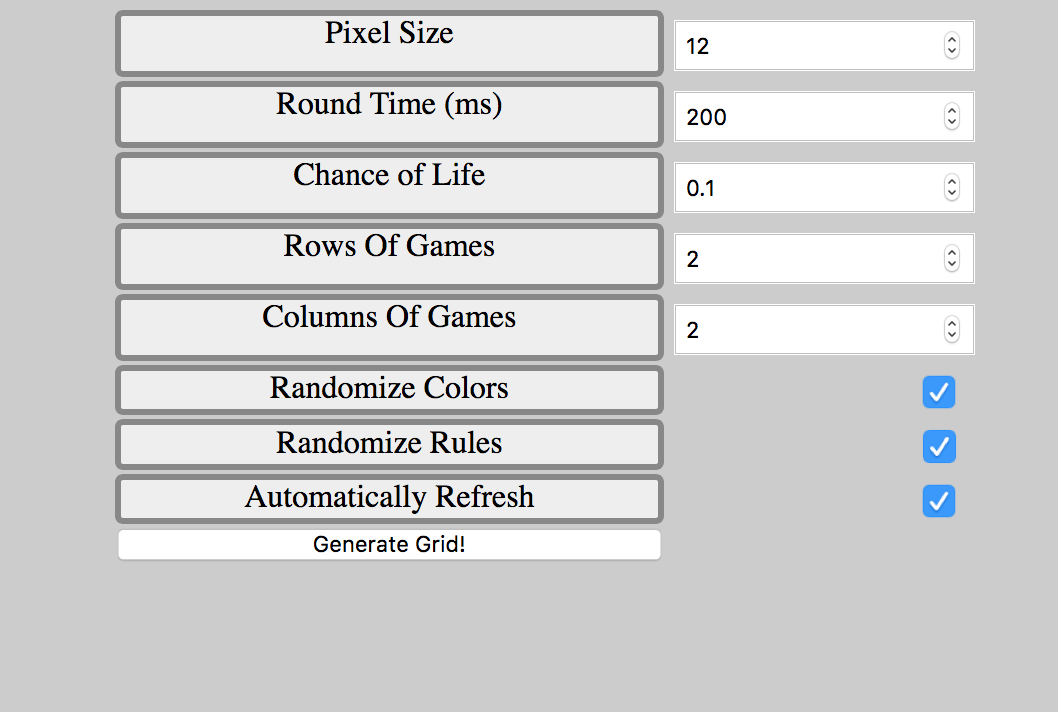 Pixel Size
12
Round Time (ms)
200
Chance of Life
0.1
Rows Of Games
2
Columns Of Games
2
Randomize Colors
Randomize Rules
Automatically Refresh
Generate Grid!